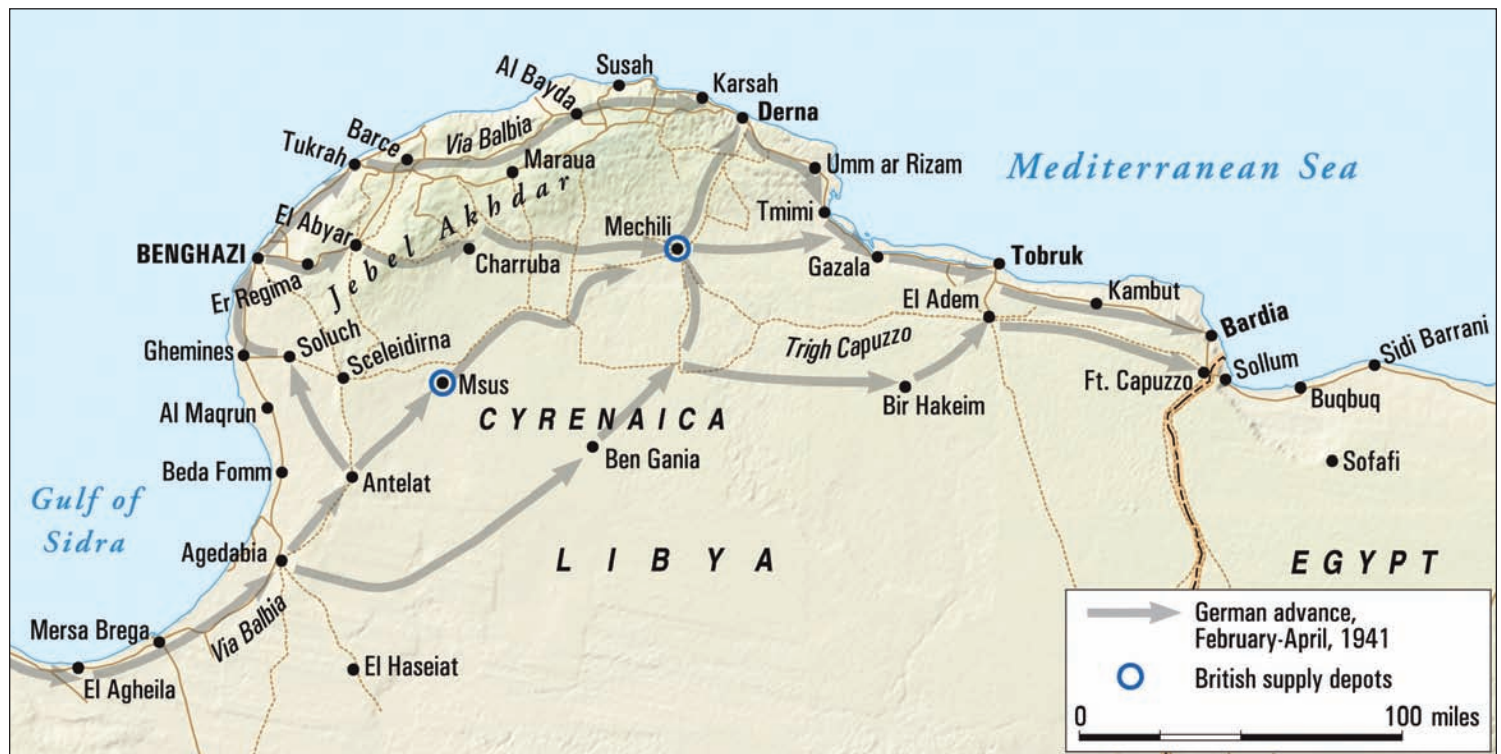 Susah
Al Bayda
Karsah
Derna
Barce
Via Balbia
Tukrah
Maraua
Umm ar Rizam
Mediterranean Sea
Jebel Akhdar
El Abyar
Tmimi
Mechili
BENGHAZI
Charruba
Gazala
Tobruk
Er Regima
El Adem
Kambut
Soluch
Bardia
Ghemines
Sceleidirna
Trigh Capuzzo
Sidi Barrani
Msus
Ft. Capuzzo
Sollum
Al Maqrun
Bir Hakeim
Buqbuq
CYRENAICA
Ben Gania
Sofafi
Beda Fomm
Antelat
Gulf of
Sidra
Agedabia
LIBYA
EGYPT
Mersa Brega
Via Balbia
El Haseiat
El Agheila
German advance,
February-April, 1941
British supply depots
0 100 miles